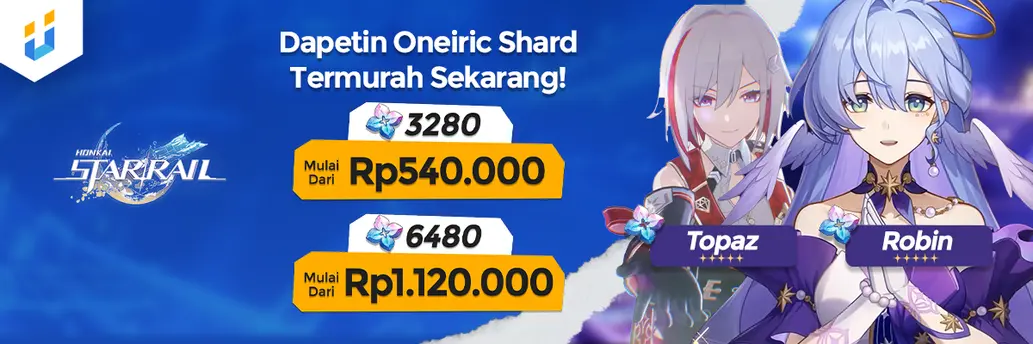 Dapetin Oneiric Shard
Termurah Sekarang!
HONKAI
STAR RAIL
3280
Mulai
Dari
Rp540.000
6480
Mulai
Dari
Rp1.120.000
Topaz
Robin